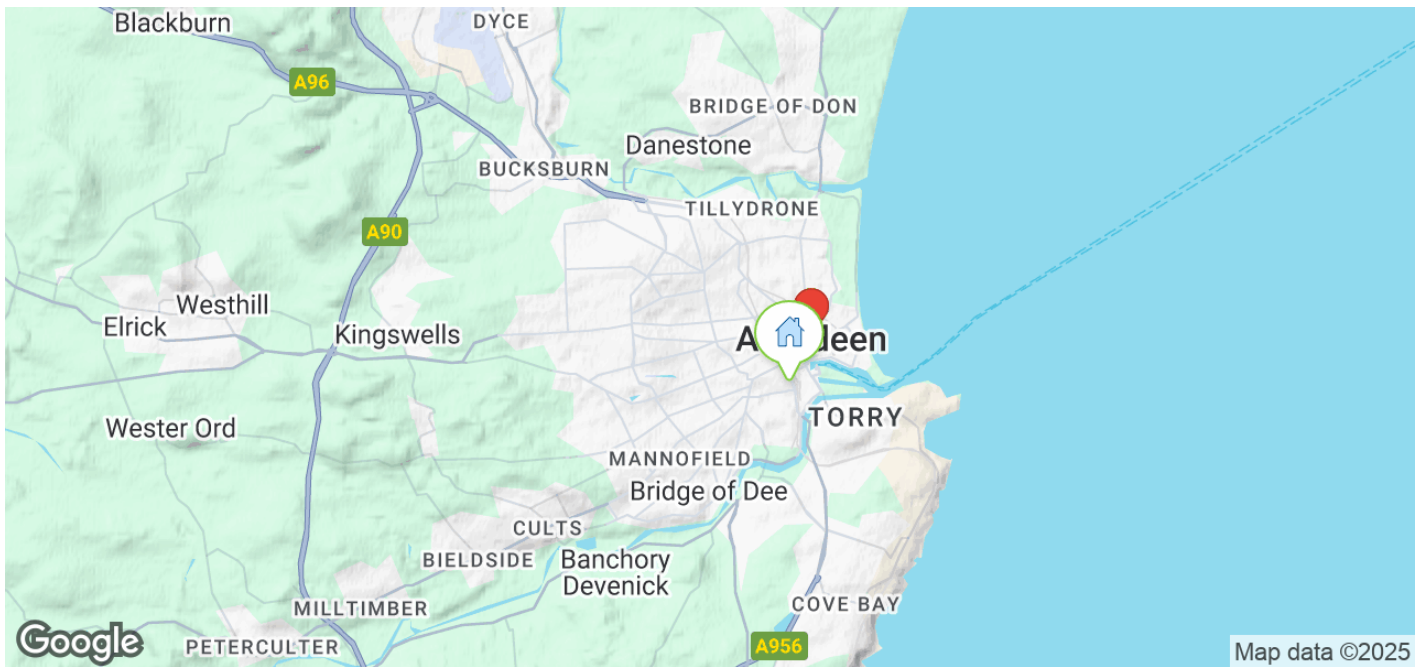 Blackburn
DYCE
A96
BRIDGE OF DON
Danestone
BUCKSBURN
TILLYDRONE
A90
Westhill
Elrick
Kingswells
A deen
TORRY
Wester Ord
MANNOFIELD
Bridge of Dee
CULTS
BIELDSIDE
Banchory
Devenick
MILLTIMBER
COVE BAY
PETERCULTER
A956
Google
Map data ©2025